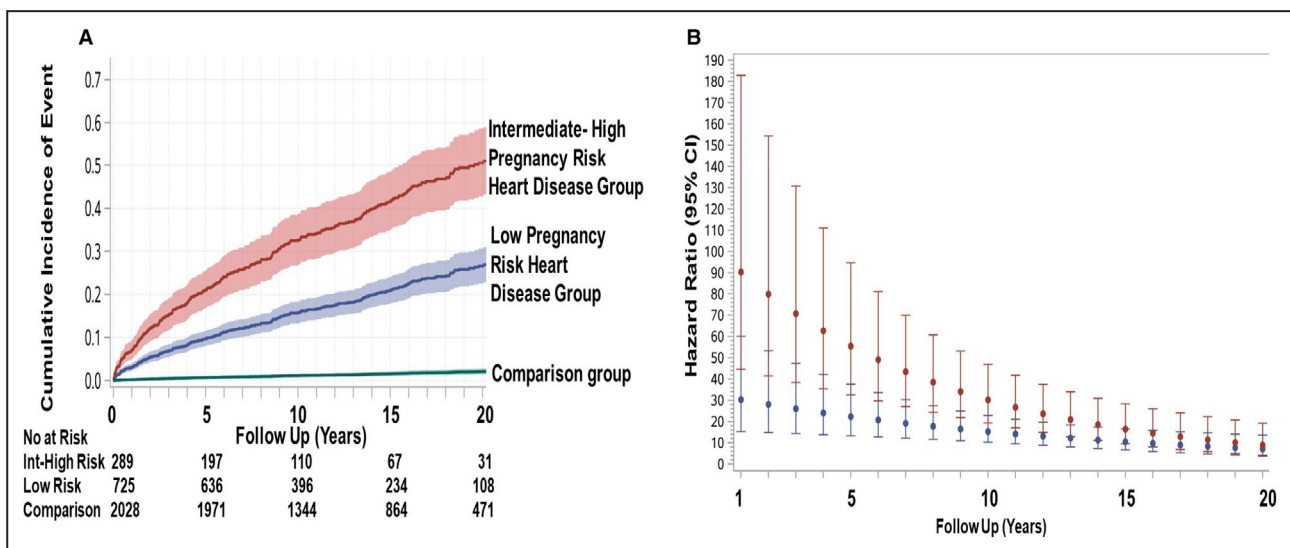 A
Cumulative Incidence of Event
0.7
0.6
0.5
0.4
0.3
0.2
0.1
0.0
Intermediate- High
Pregnancy Risk
Heart Disease Group
Low Pregnancy
Risk Heart
Disease Group
Comparison group
0 5 10 15 20
Follow Up (Years)
No at Risk
Int-High Risk 289 197 110 67 31
Low Risk 725 636 396 234 108
Comparison 2028 1971 1344 864 471
B
Hazard Ratio (95% CI)
190
180
170
160
150
140
130
120
110
100
90
80
70
60
50
40
30
20
10
0
1 5 10 15 20
Follow Up (Years)